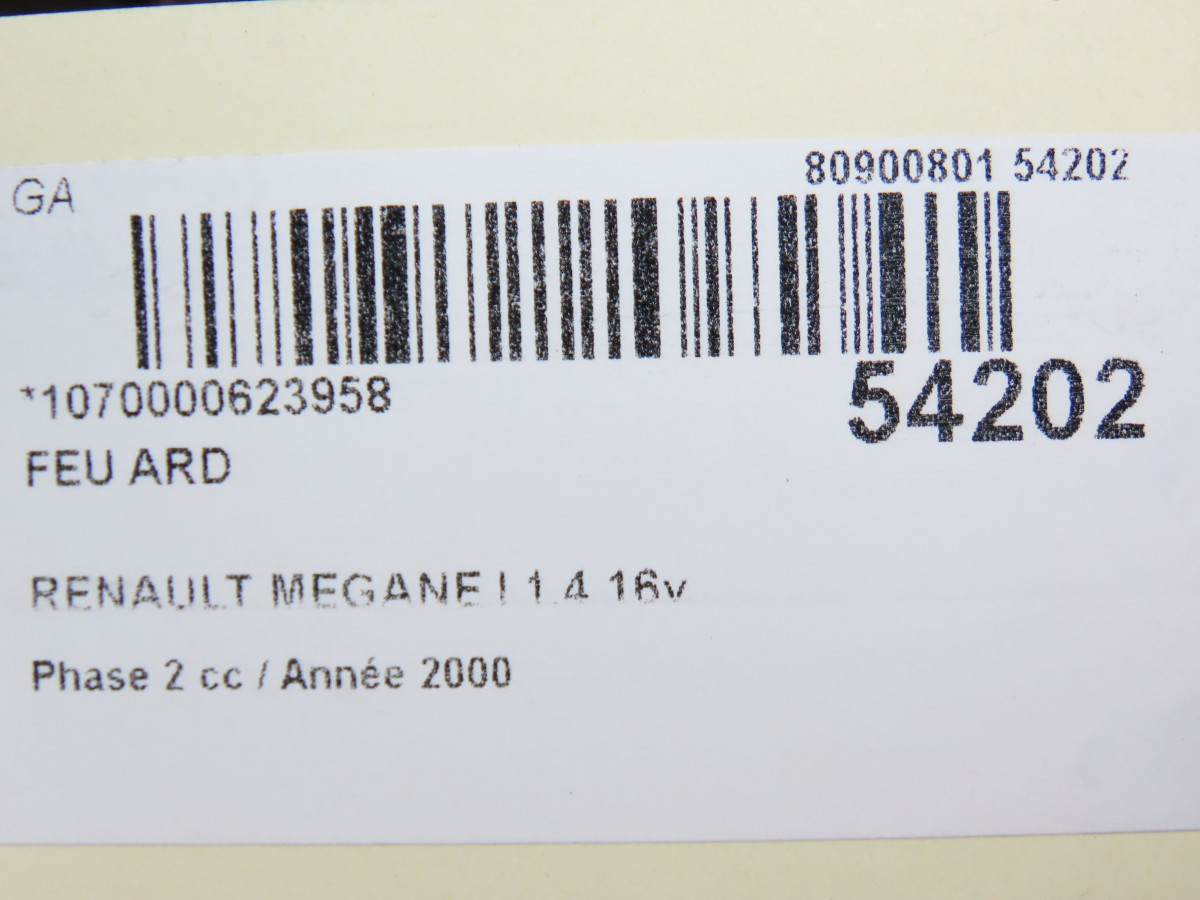 GA
80900801 54202
*1070000623958
54202
FEU ARD
RENAULT MEGANE I 1.4 16v
Phase 2 cc / Année 2000